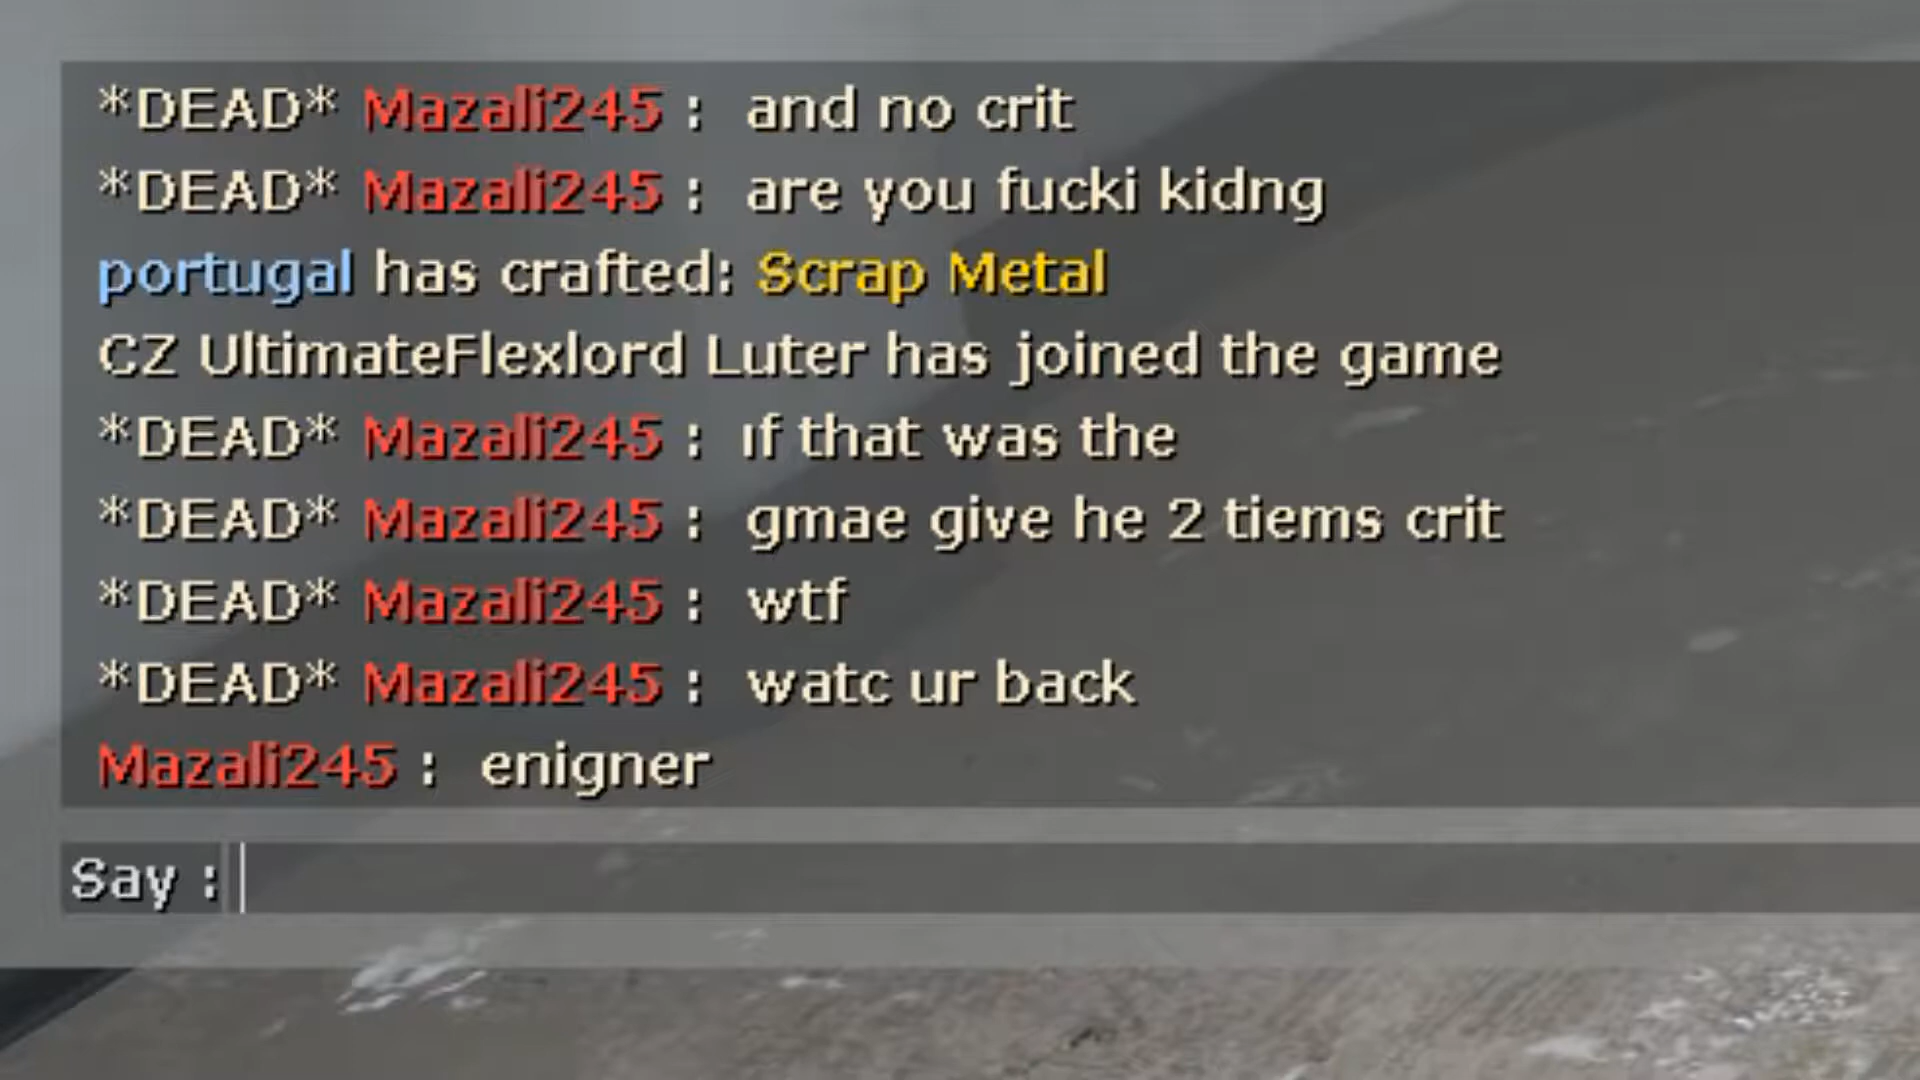 *DEAD* Mazali245 : and no crit
*DEAD* Mazali245 : are you fucki kidng
portugal has crafted: Scrap Metal
CZ UltimateFlexlord Luter has joined the game
*DEAD* Mazali245 : ıf that was the
*DEAD* Mazali245 : gmae give he 2 tiems crit
*DEAD* Mazali245 : wtf
*DEAD* Mazali245 : watc ur back
Mazali245 : enigner
Say :